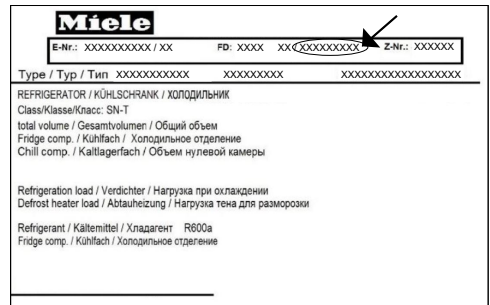 Miele
E-Nr.: XXXXXXXXXX / XX FD: XXXX XX / XXXXXXXXX Z-Nr.: XXXXXX
Type / Typ / Тип XXXXXXXXXXX XXXXXXXXX XXXXXXXXXXXXXXXXXX
REFRIGERATOR / KÜHLSCHRANK / ХОЛОДИЛЬНИК
Class/Klasse/Класс: SN-T
total volume / Gesamtvolumen / Общий объем
Fridge comp. / Kühlfach / Холодильное отделение
Chill comp. / Kaltlagerfach / Объем нулевой камеры
Refrigeration load / Verdichter / Нагрузка при охлаждении
Defrost heater load / Abtauheizung / Нагрузка тена для разморозки
Refrigerant / Kältemittel / Хладагент R600a
Fridge comp. / Kühlfach / Холодильное отделение